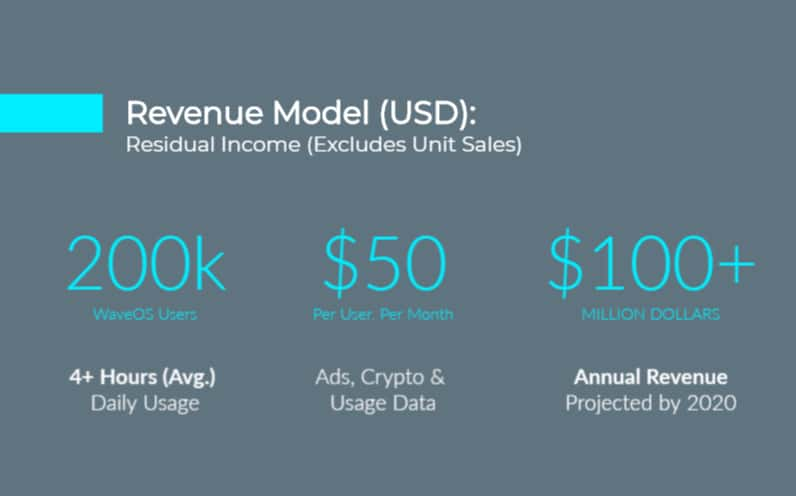 Revenue Model (USD):
Residual Income (Excludes Unit Sales)
200k
WaveOS Users
4+ Hours (Avg.)
Daily Usage
$50
Per User. Per Month
Ads, Crypto &
Usage Data
$100+
MILLION DOLLARS
Annual Revenue
Projected by 2020